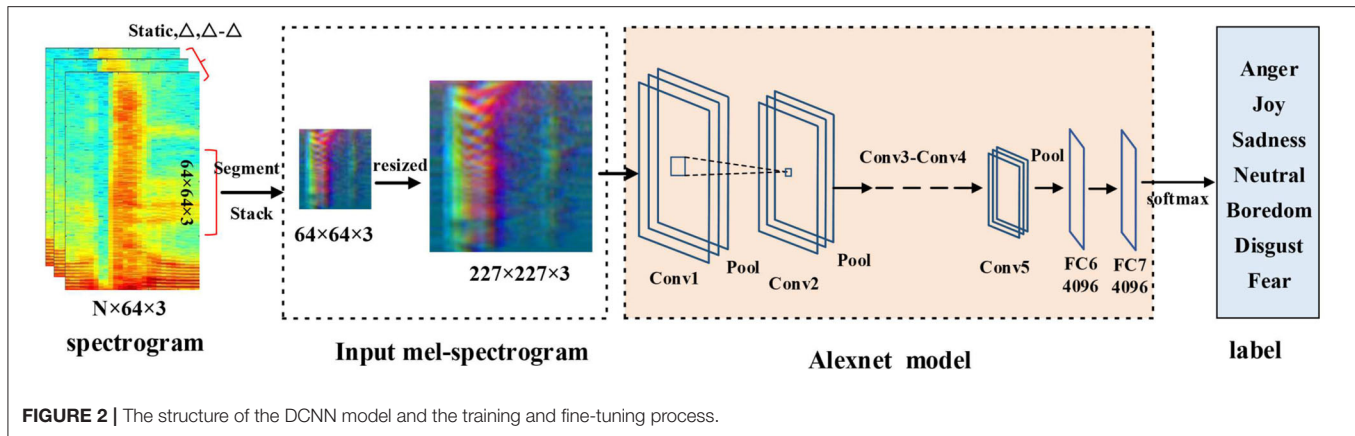 Static,△,△-△
64×64×3
N×64×3
spectrogram
Segment
Stack
64×64×3
resized
227×227×3
Input mel-spectrogram
Conv1
Pool
Conv2
Pool
Conv3-Conv4
Conv5
Pool
FC6
4096
FC7
4096
Alexnet model
softmax
Anger
Joy
Sadness
Neutral
Boredom
Disgust
Fear
label
FIGURE 2 | The structure of the DCNN model and the training and fine-tuning process.